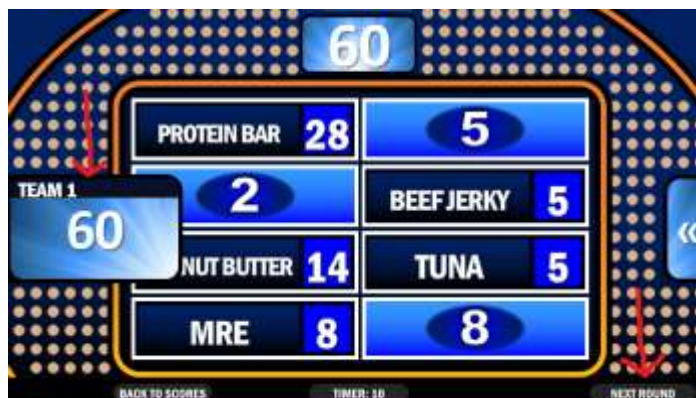 60
PROTEIN BAR 28
5
TEAM 1
60
2
BEEF JERKY 5
NUT BUTTER 14
TUNA 5
MRE 8
8
BACK TO SCORES
TIMER: 10
NEXT ROUND